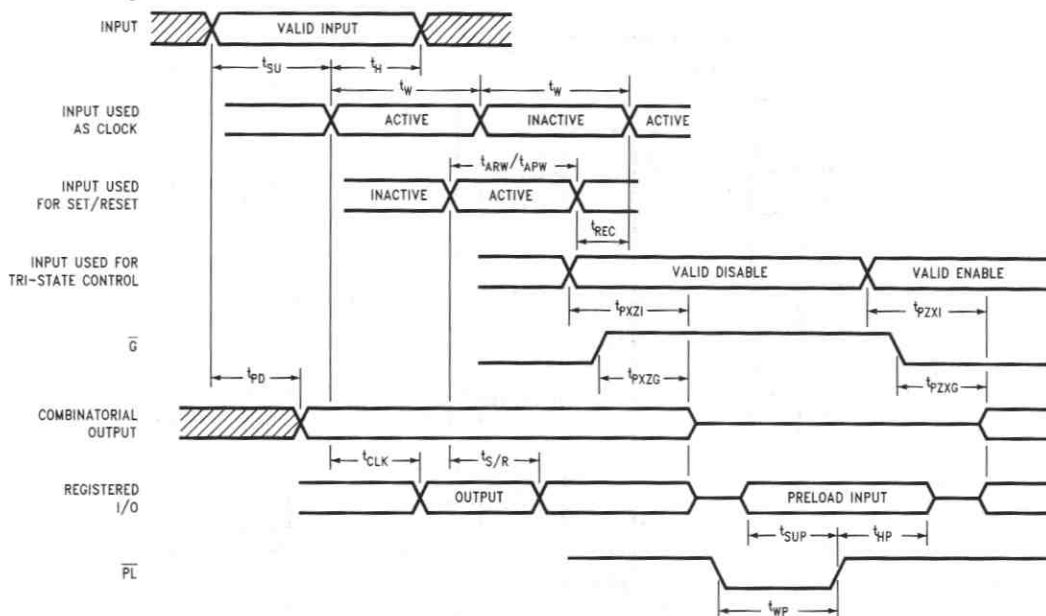 INPUT
VALID INPUT
tSU
tH
tW
tW
INPUT USED
AS CLOCK
ACTIVE
INACTIVE
ACTIVE
tARW/tAPW
INPUT USED
FOR SET/RESET
INACTIVE
ACTIVE
tREC
INPUT USED FOR
TRI-STATE CONTROL
VALID DISABLE
VALID ENABLE
tPXZI
tPZXI
G̅
tPD
tPXZG
tPZXG
COMBINATORIAL
OUTPUT
tCLK
tS/R
REGISTERED
I/O
OUTPUT
PRELOAD INPUT
tSUP
tHP
P̅L̅
tWP